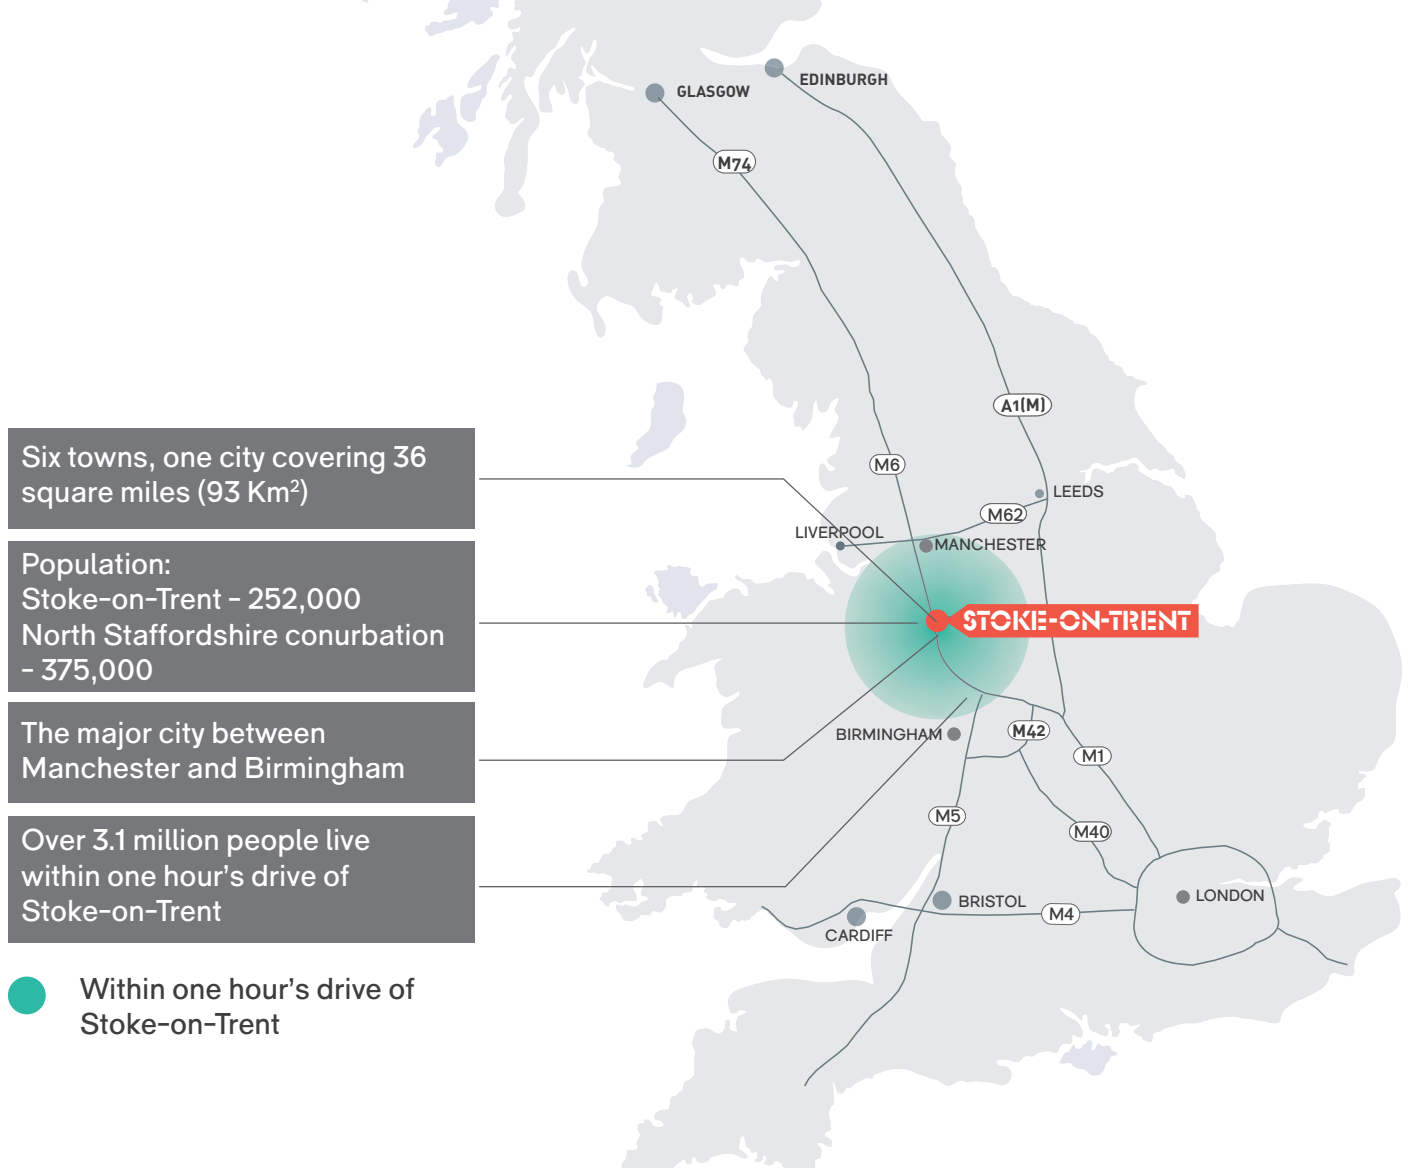 GLASGOW
EDINBURGH
M74
A1(M)
M6
LEEDS
M62
LIVERPOOL
MANCHESTER
STOKE-ON-TRENT
BIRMINGHAM
M42
M1
M5
M40
BRISTOL
M4
LONDON
CARDIFF
Six towns, one city covering 36
square miles (93 Km²)
Population:
Stoke-on-Trent - 252,000
North Staffordshire conurbation
- 375,000
The major city between
Manchester and Birmingham
Over 3.1 million people live
within one hour's drive of
Stoke-on-Trent
Within one hour's drive of
Stoke-on-Trent